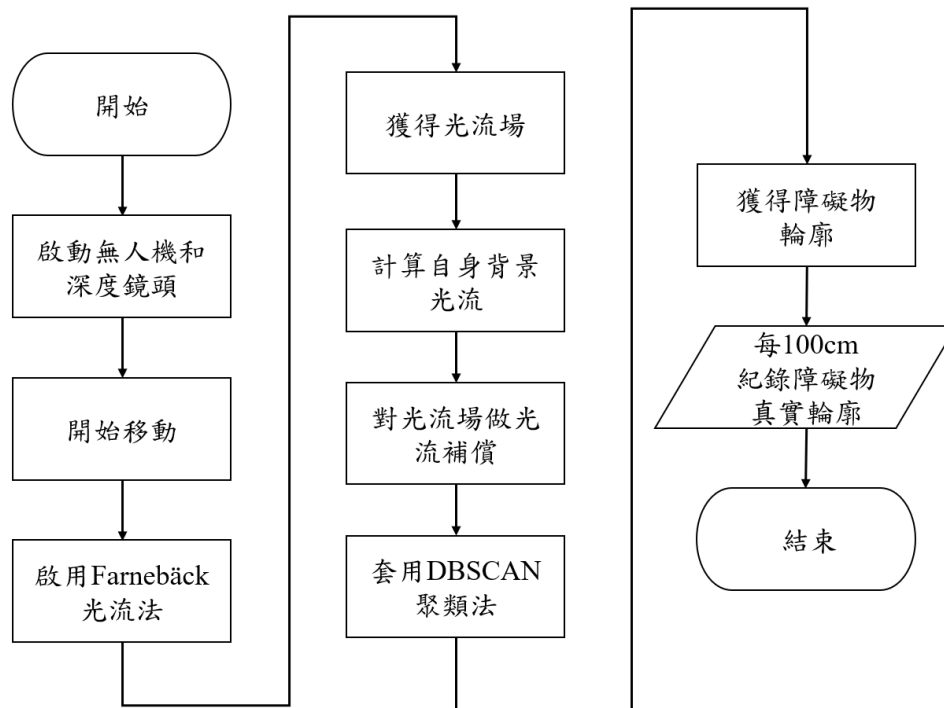 開始
啟動無人機和
深度鏡頭
開始移動
啟用Farnebäck
光流法
獲得光流場
計算自身背景
光流
對光流場做光
流補償
套用DBSCAN
聚類法
獲得障礙物
輪廓
每100cm
紀錄障礙物
真實輪廓
結束